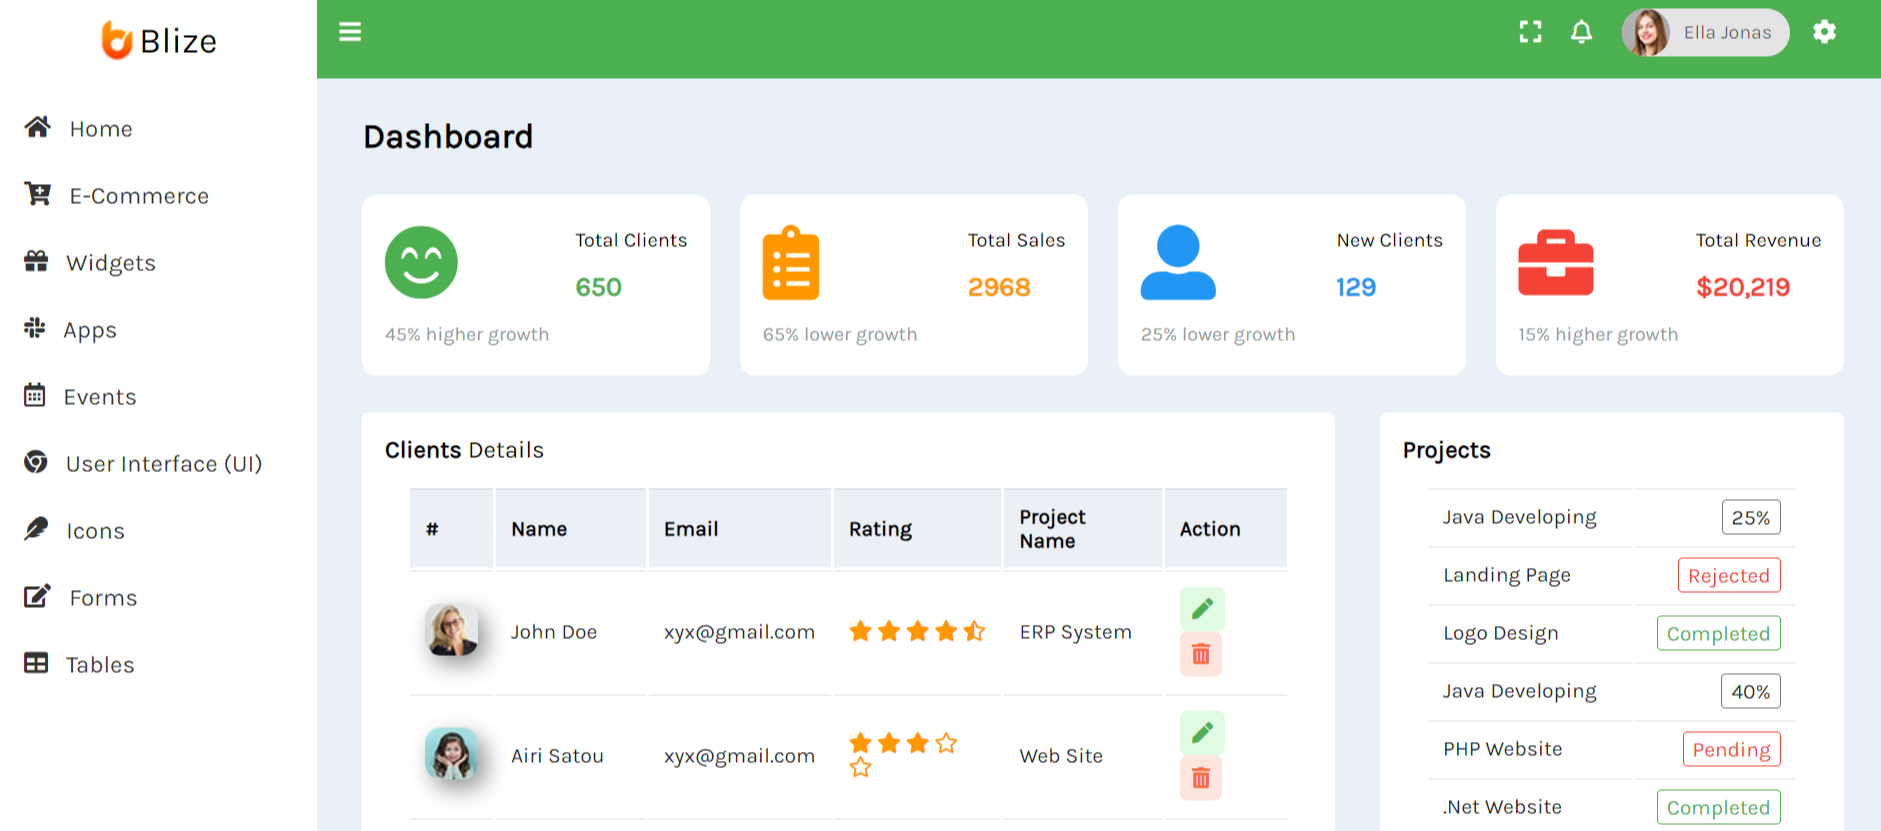 Blize
Ella Jonas
Home
E-Commerce
Widgets
Apps
Events
User Interface (UI)
Icons
Forms
Tables
Dashboard
Total Clients
650
45% higher growth
Total Sales
2968
65% lower growth
New Clients
129
25% lower growth
Total Revenue
$20,219
15% higher growth
Clients Details
# Name Email Rating Project Name Action
John Doe xyx@gmail.com ERP System
Airi Satou xyx@gmail.com Web Site
Projects
Java Developing 25%
Landing Page Rejected
Logo Design Completed
Java Developing 40%
PHP Website Pending
.Net Website Completed